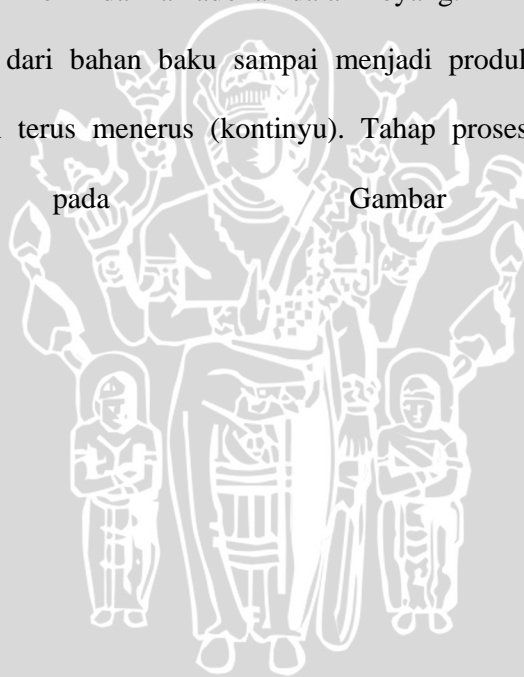 dari bahan baku sampai menjadi produk
terus menerus (kontinyu). Tahap proses
pada Gambar